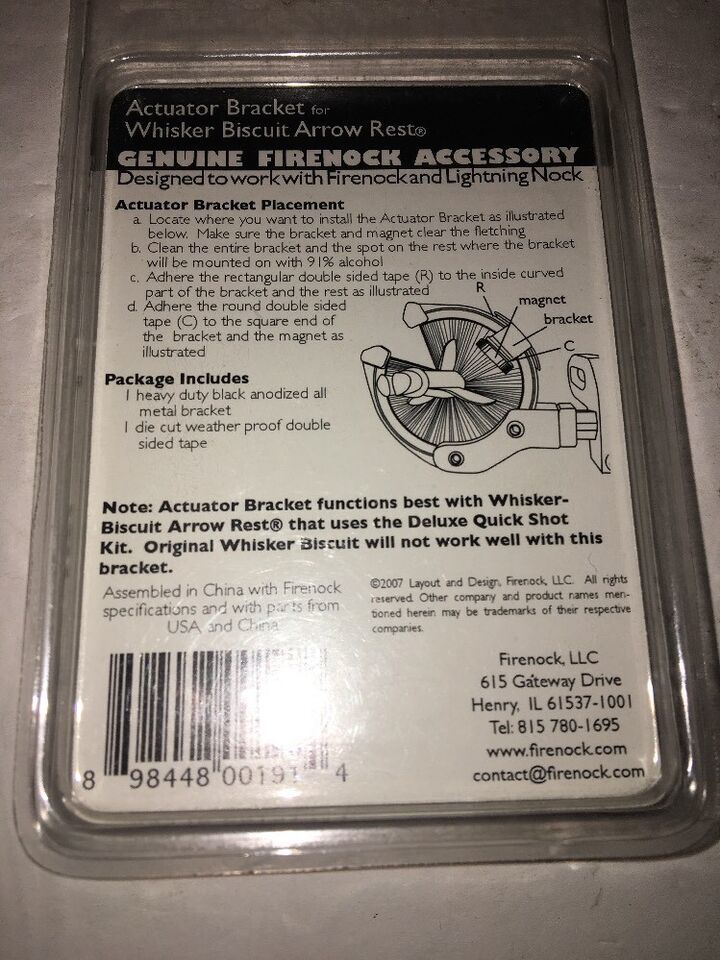 Actuator Bracket for
Whisker Biscuit Arrow Rest®
GENUINE FIRENOCK ACCESSORY
Designed to work with Firenock and Lightning Nock
Actuator Bracket Placement
a. Locate where you want to install the Actuator Bracket as illustrated
below. Make sure the bracket and magnet clear the fletching
b. Clean the entire bracket and the spot on the rest where the bracket
will be mounted on with 91% alcohol
c. Adhere the rectangular double sided tape (R) to the inside curved
part of the bracket and the rest as illustrated
d. Adhere the round double sided
tape (C) to the square end of
the bracket and the magnet as
illustrated
R
magnet
bracket
C
Package Includes
1 heavy duty black anodized all
metal bracket
1 die cut weather proof double
sided tape
Note: Actuator Bracket functions best with Whisker-
Biscuit Arrow Rest® that uses the Deluxe Quick Shot
Kit. Original Whisker Biscuit will not work well with this
bracket.
Assembled in China with Firenock
specifications and with parts from
USA and China
©2007 Layout and Design, Firenock, LLC. All rights
reserved. Other company and product names men-
tioned herein may be trademarks of their respective
companies.
Firenock, LLC
615 Gateway Drive
Henry, IL 61537-1001
Tel: 815 780-1695
www.firenock.com
contact@firenock.com
8 98448 00191 4